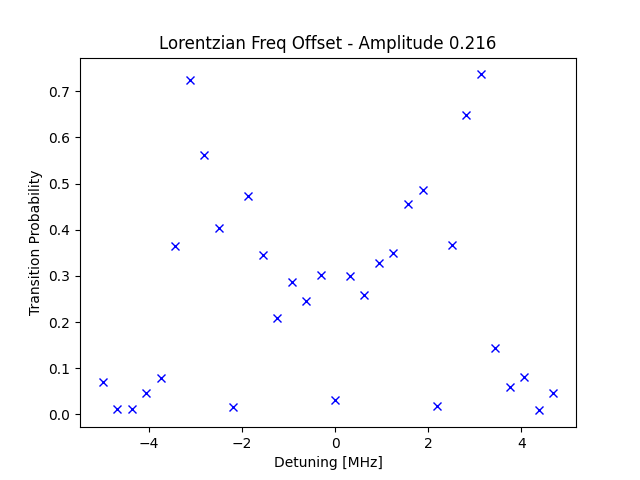 Lorentzian Freq Offset - Amplitude 0.216
Transition Probability
0.7
0.6
0.5
0.4
0.3
0.2
0.1
0.0
−4 −2 0 2 4
Detuning [MHz]